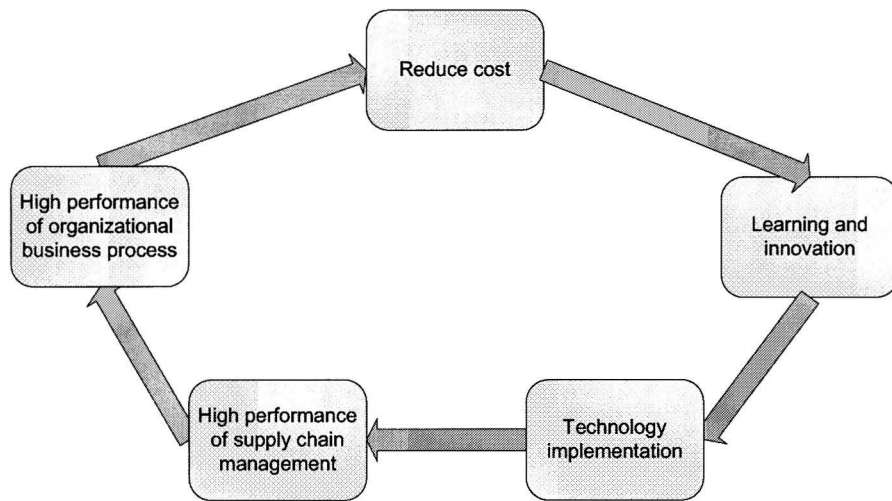 Reduce cost
High performance
of organizational
business process
Learning and
innovation
High performance
of supply chain
management
Technology
implementation